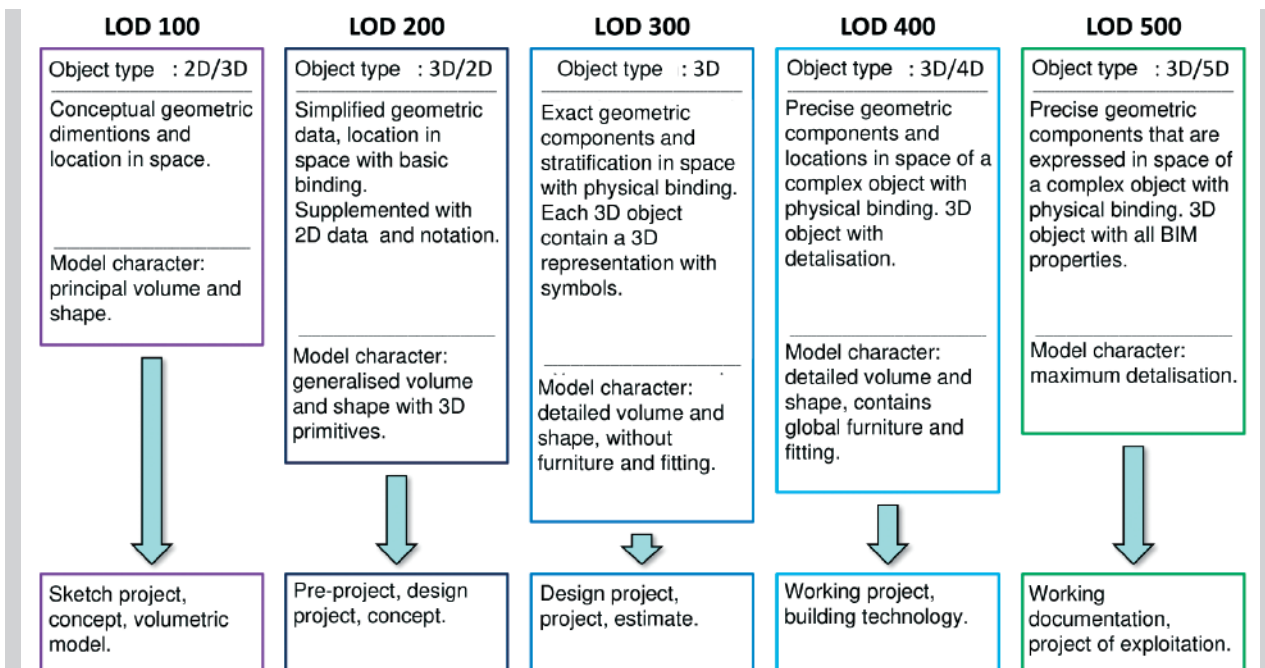 LOD 100
Object type : 2D/3D
Conceptual geometric
dimentions and
location in space.
Model character:
principal volume and
shape.
Sketch project,
concept, volumetric
model.
LOD 200
Object type : 3D/2D
Simplified geometric
data, location in
space with basic
binding.
Supplemented with
2D data and notation.
Model character:
generalised volume
and shape with 3D
primitives.
Pre-project, design
project, concept.
LOD 300
Object type : 3D
Exact geometric
components and
stratification in space
with physical binding.
Each 3D object
contain a 3D
representation with
symbols.
Model character:
detailed volume and
shape, without
furniture and fitting.
Design project,
project, estimate.
LOD 400
Object type : 3D/4D
Precise geometric
components and
locations in space of a
complex object with
physical binding. 3D
object with
detalisation.
Model character:
detailed volume and
shape, contains
global furniture and
fitting.
Working project,
building technology.
LOD 500
Object type : 3D/5D
Precise geometric
components that are
expressed in space of
a complex object with
physical binding. 3D
object with all BIM
properties.
Model character:
maximum detalisation.
Working
documentation,
project of exploitation.